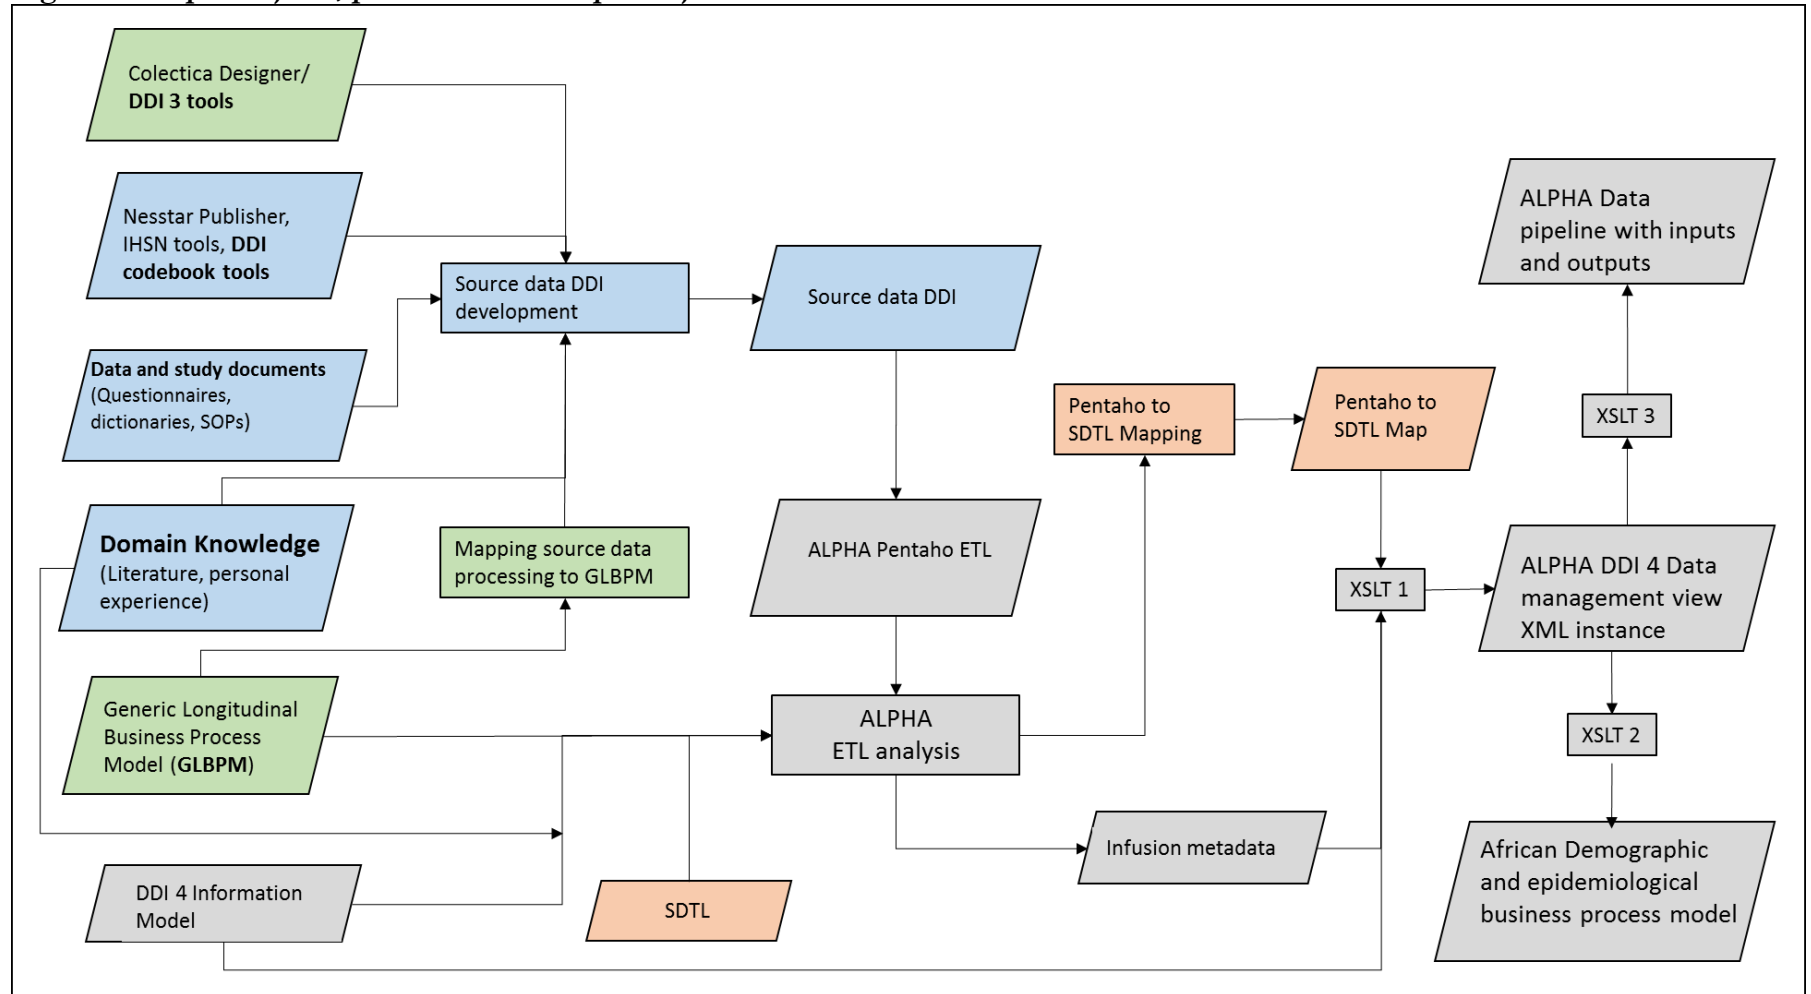 Colectica Designer/
DDI 3 tools
Nesstar Publisher,
IHSN tools, DDI
codebook tools
Data and study documents
(Questionnaires,
dictionaries, SOPs)
Domain Knowledge
(Literature, personal
experience)
Generic Longitudinal
Business Process
Model (GLBPM)
DDI 4 Information
Model
Source data DDI
development
Mapping source data
processing to GLBPM
SDTL
Source data DDI
ALPHA Pentaho ETL
ALPHA
ETL analysis
Pentaho to
SDTL Mapping
Infusion metadata
Pentaho to
SDTL Map
XSLT 1
ALPHA Data
pipeline with inputs
and outputs
XSLT 3
ALPHA DDI 4 Data
management view
XML instance
XSLT 2
African Demographic
and epidemiological
business process model